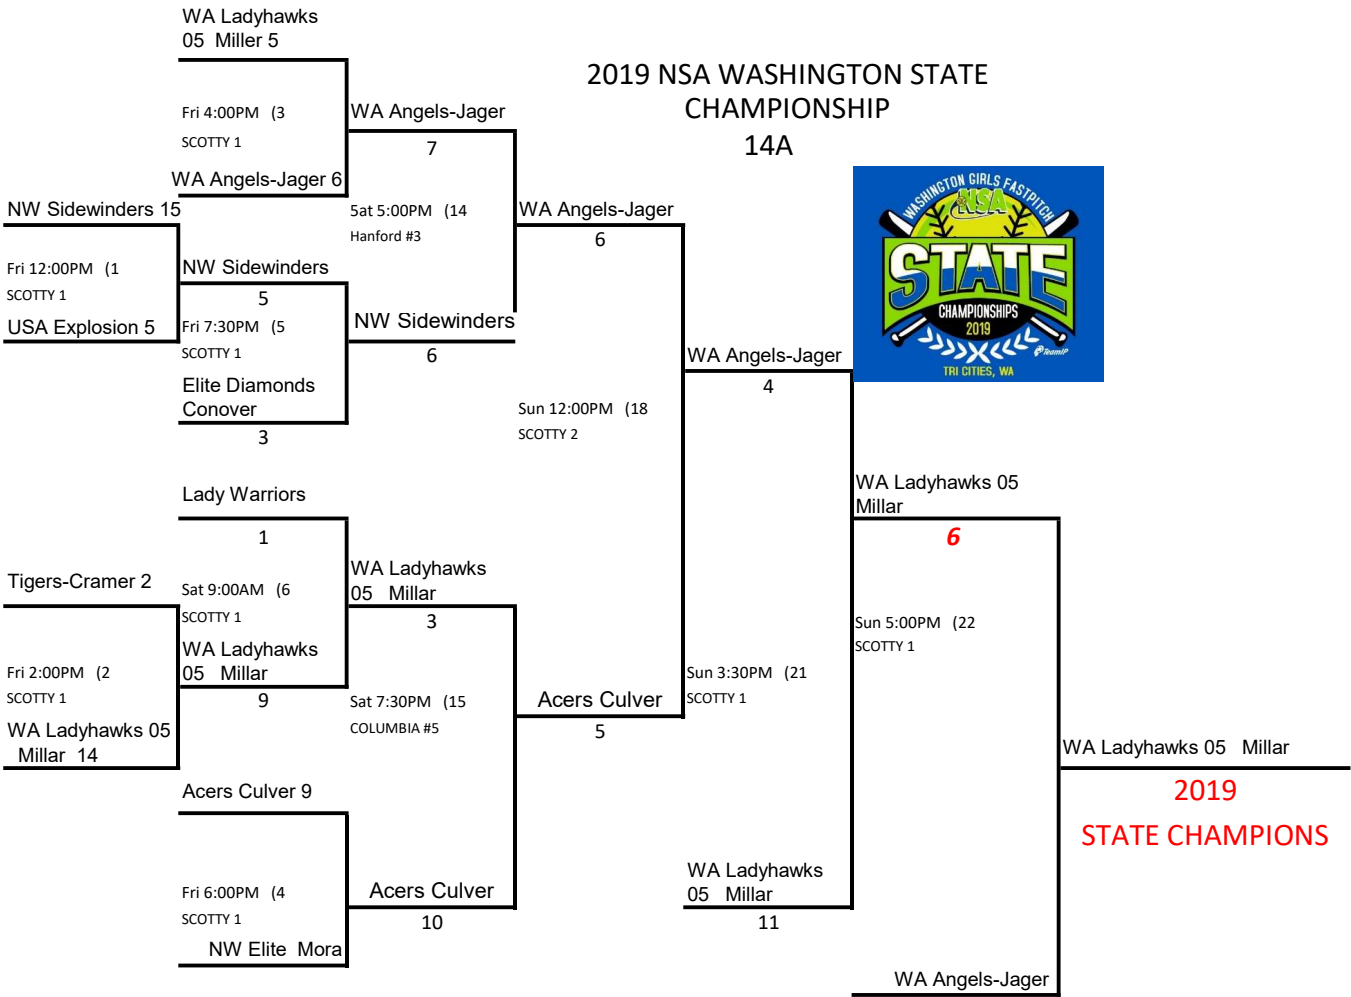 WA Ladyhawks
05 Miller 5
2019 NSA WASHINGTON STATE
CHAMPIONSHIP
14A
Fri 4:00PM (3
SCOTTY 1
WA Angels-Jager
7
WA Angels-Jager 6
NW Sidewinders 15
Sat 5:00PM (14
Hanford #3
WA Angels-Jager
6
Fri 12:00PM (1
SCOTTY 1
NW Sidewinders
5
USA Explosion 5
Fri 7:30PM (5
SCOTTY 1
NW Sidewinders
6
Elite Diamonds
Conover
3
WASHINGTON GIRLS FASTPITCH
NSA
STATE
CHAMPIONSHIPS
2019
TeamIP
TRI CITIES, WA
WA Angels-Jager
4
Sun 12:00PM (18
SCOTTY 2
Lady Warriors
1
WA Ladyhawks 05
Millar
6
Tigers-Cramer 2
Sat 9:00AM (6
SCOTTY 1
WA Ladyhawks
05 Millar
3
Fri 2:00PM (2
SCOTTY 1
WA Ladyhawks
05 Millar
9
Sun 5:00PM (22
SCOTTY 1
WA Ladyhawks 05
Millar 14
Sat 7:30PM (15
COLUMBIA #5
Acers Culver
5
Sun 3:30PM (21
SCOTTY 1
WA Ladyhawks 05 Millar
2019
STATE CHAMPIONS
Acers Culver 9
Fri 6:00PM (4
SCOTTY 1
Acers Culver
10
WA Ladyhawks
05 Millar
11
NW Elite Mora
WA Angels-Jager